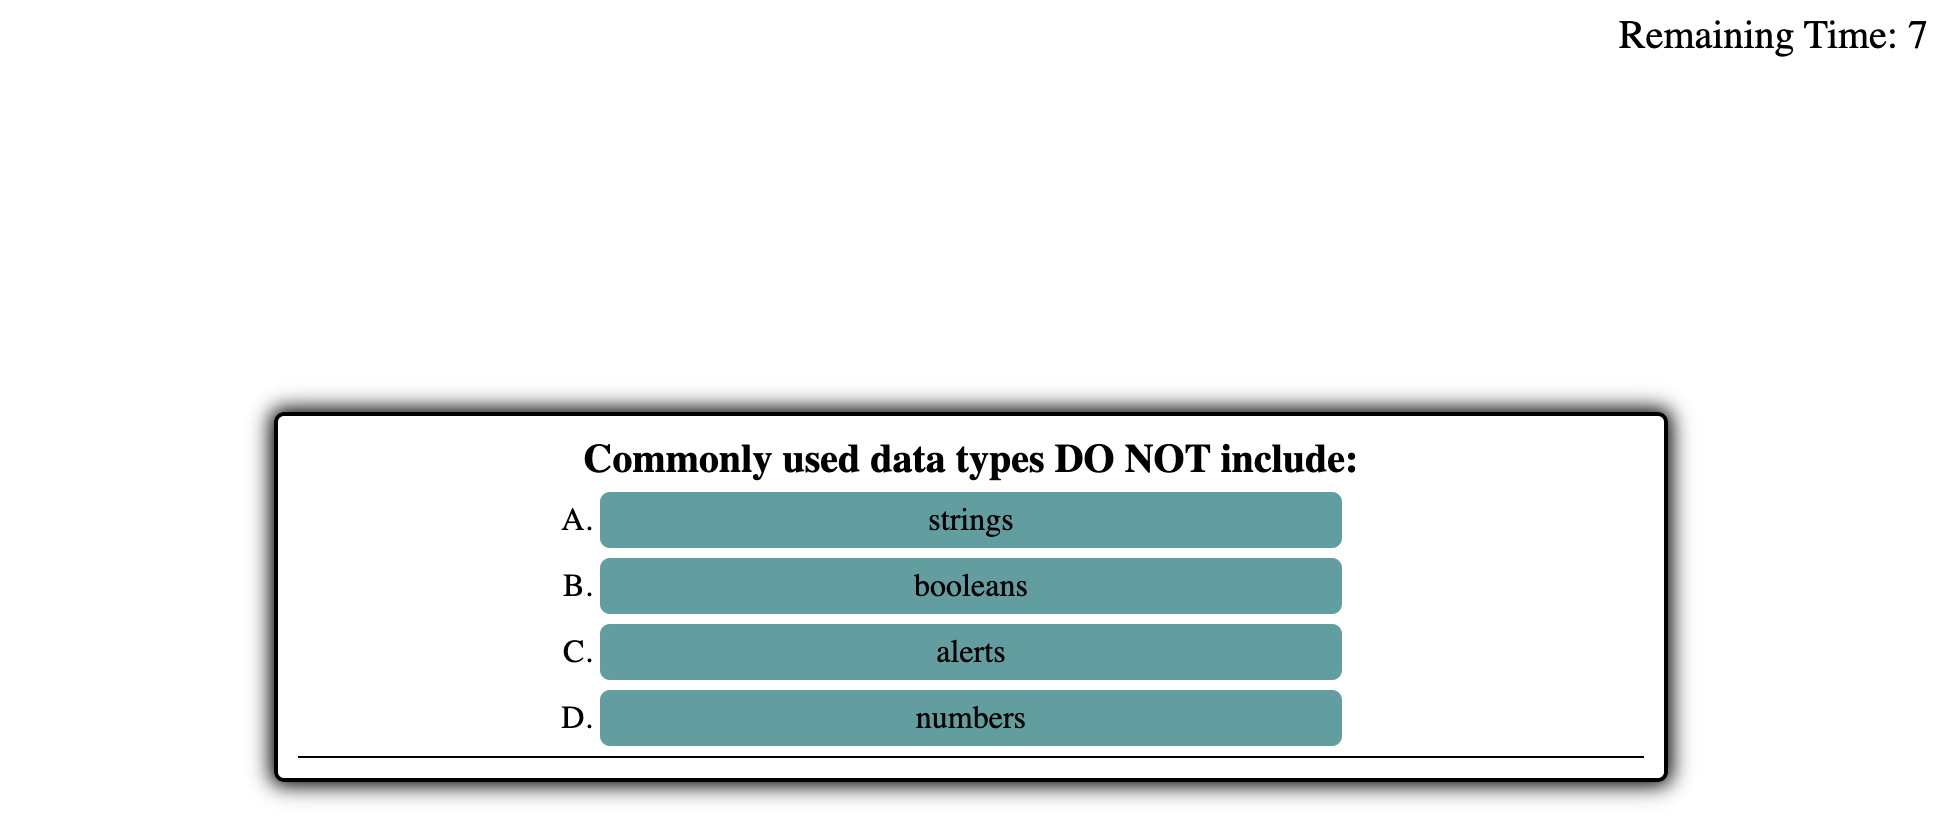 Remaining Time: 7
Commonly used data types DO NOT include:
A. strings
B. booleans
C. alerts
D. numbers